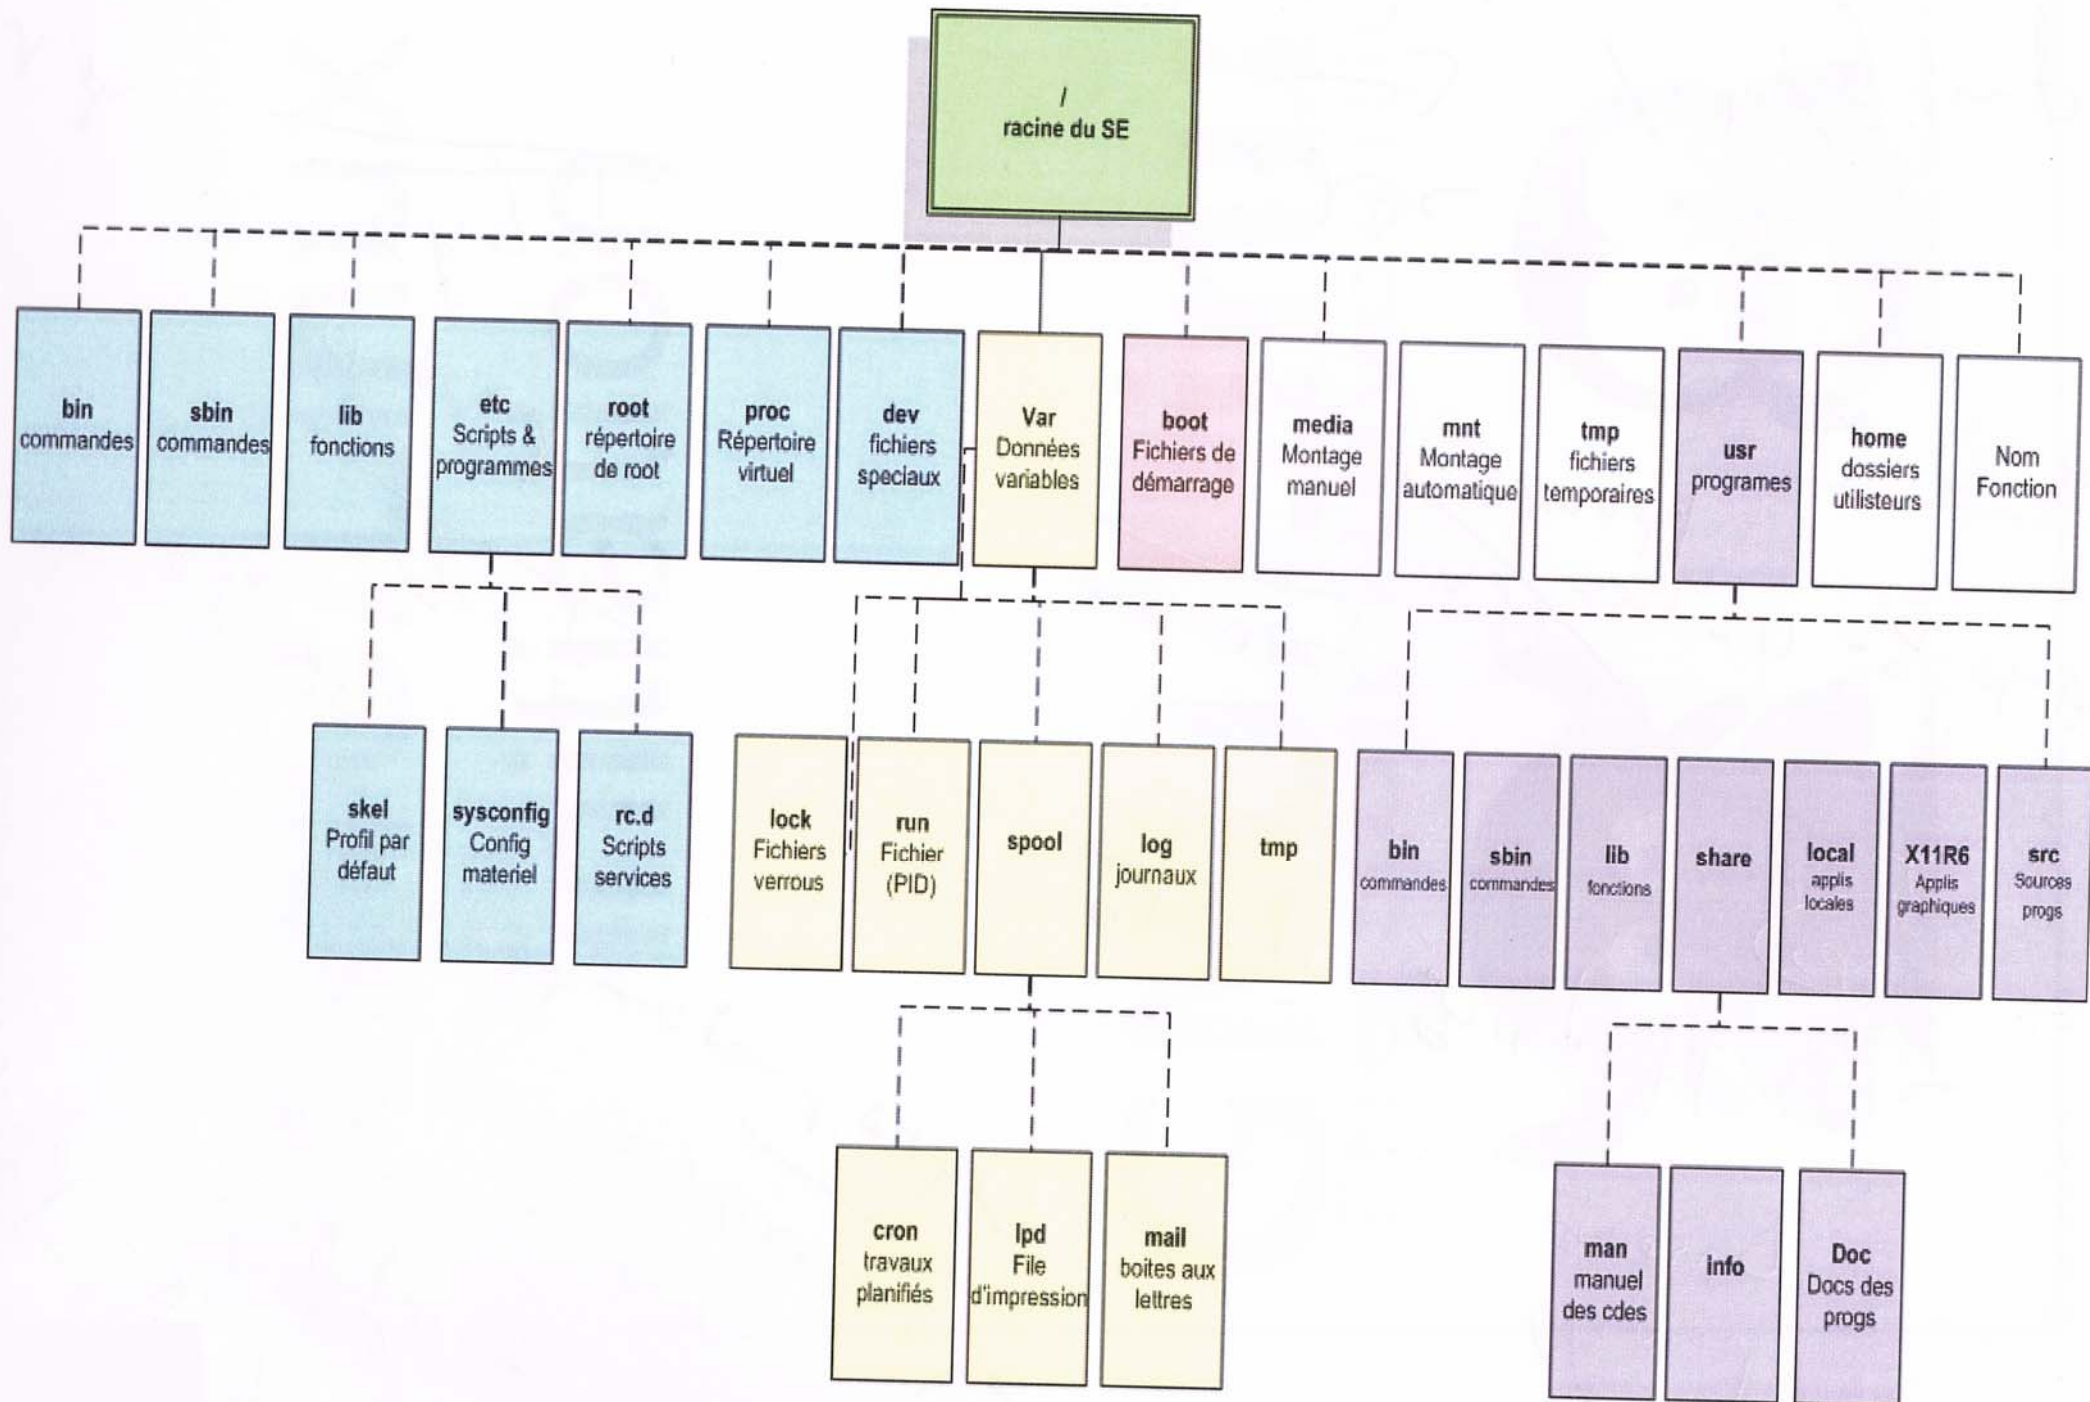 /
racine du SE
bin
commandes
sbin
commandes
lib
fonctions
etc
Scripts &
programmes
root
répertoire
de root
proc
Répertoire
virtuel
dev
fichiers
speciaux
Var
Données
variables
boot
Fichiers de
démarrage
media
Montage
manuel
mnt
Montage
automatique
tmp
fichiers
temporaires
usr
programes
home
dossiers
utilisteurs
Nom
Fonction
skel
Profil par
défaut
sysconfig
Config
materiel
rc.d
Scripts
services
lock
Fichiers
verrous
run
Fichier
(PID)
spool
log
journaux
tmp
bin
commandes
sbin
commandes
lib
fonctions
share
local
applis
locales
X11R6
Applis
graphiques
src
Sources
progs
cron
travaux
planifiés
lpd
File
d'impression
mail
boites aux
lettres
man
manuel
des cdes
info
Doc
Docs des
progs